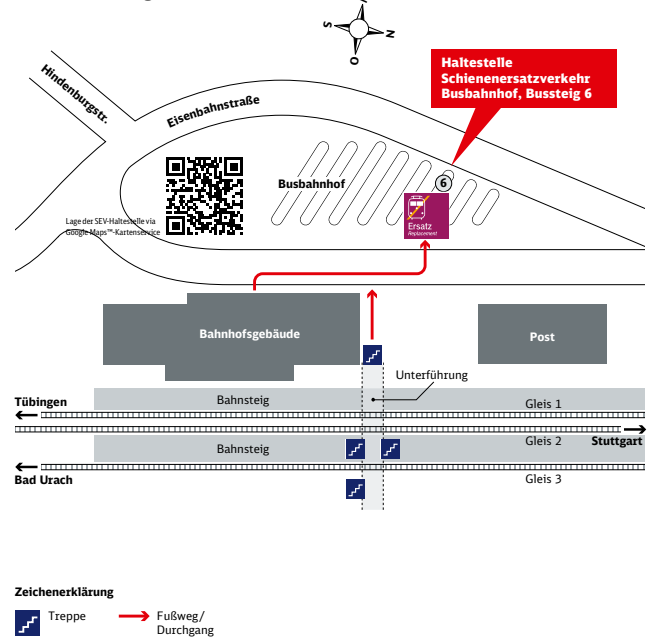 S
N
O
Haltestelle
Schienenersatzverkehr
Busbahnhof, Bussteig 6
Hindenburgstr.
Eisenbahnstraße
Busbahnhof
6
Ersatz
Replacement
Lage der SEV-Haltestelle via
Google Maps™-Kartenservice
Bahnhofsgebäude
Post
Unterführung
Tübingen
Bahnsteig
Gleis 1
Bahnsteig
Gleis 2
Stuttgart
Bad Urach
Gleis 3
Zeichenerklärung
Treppe
Fußweg/
Durchgang